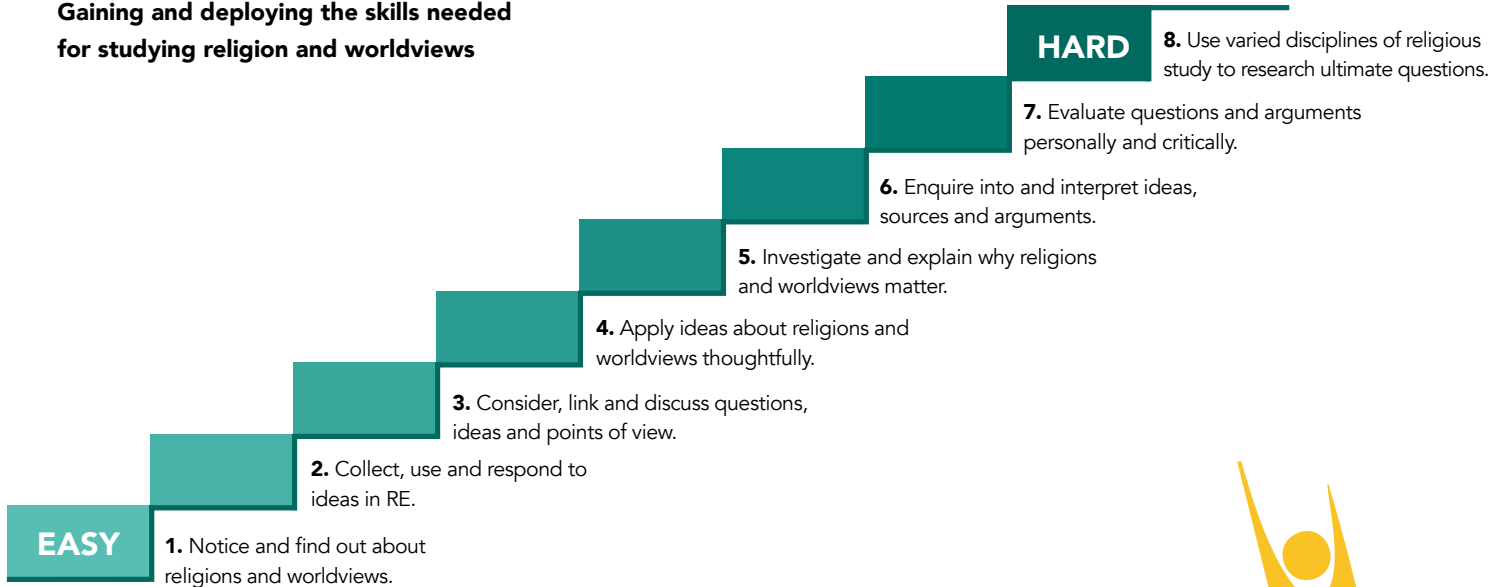 Gaining and deploying the skills needed
for studying religion and worldviews
HARD
8. Use varied disciplines of religious
study to research ultimate questions.
7. Evaluate questions and arguments
personally and critically.
6. Enquire into and interpret ideas,
sources and arguments.
5. Investigate and explain why religions
and worldviews matter.
4. Apply ideas about religions and
worldviews thoughtfully.
3. Consider, link and discuss questions,
ideas and points of view.
2. Collect, use and respond to
ideas in RE.
EASY
1. Notice and find out about
religions and worldviews.